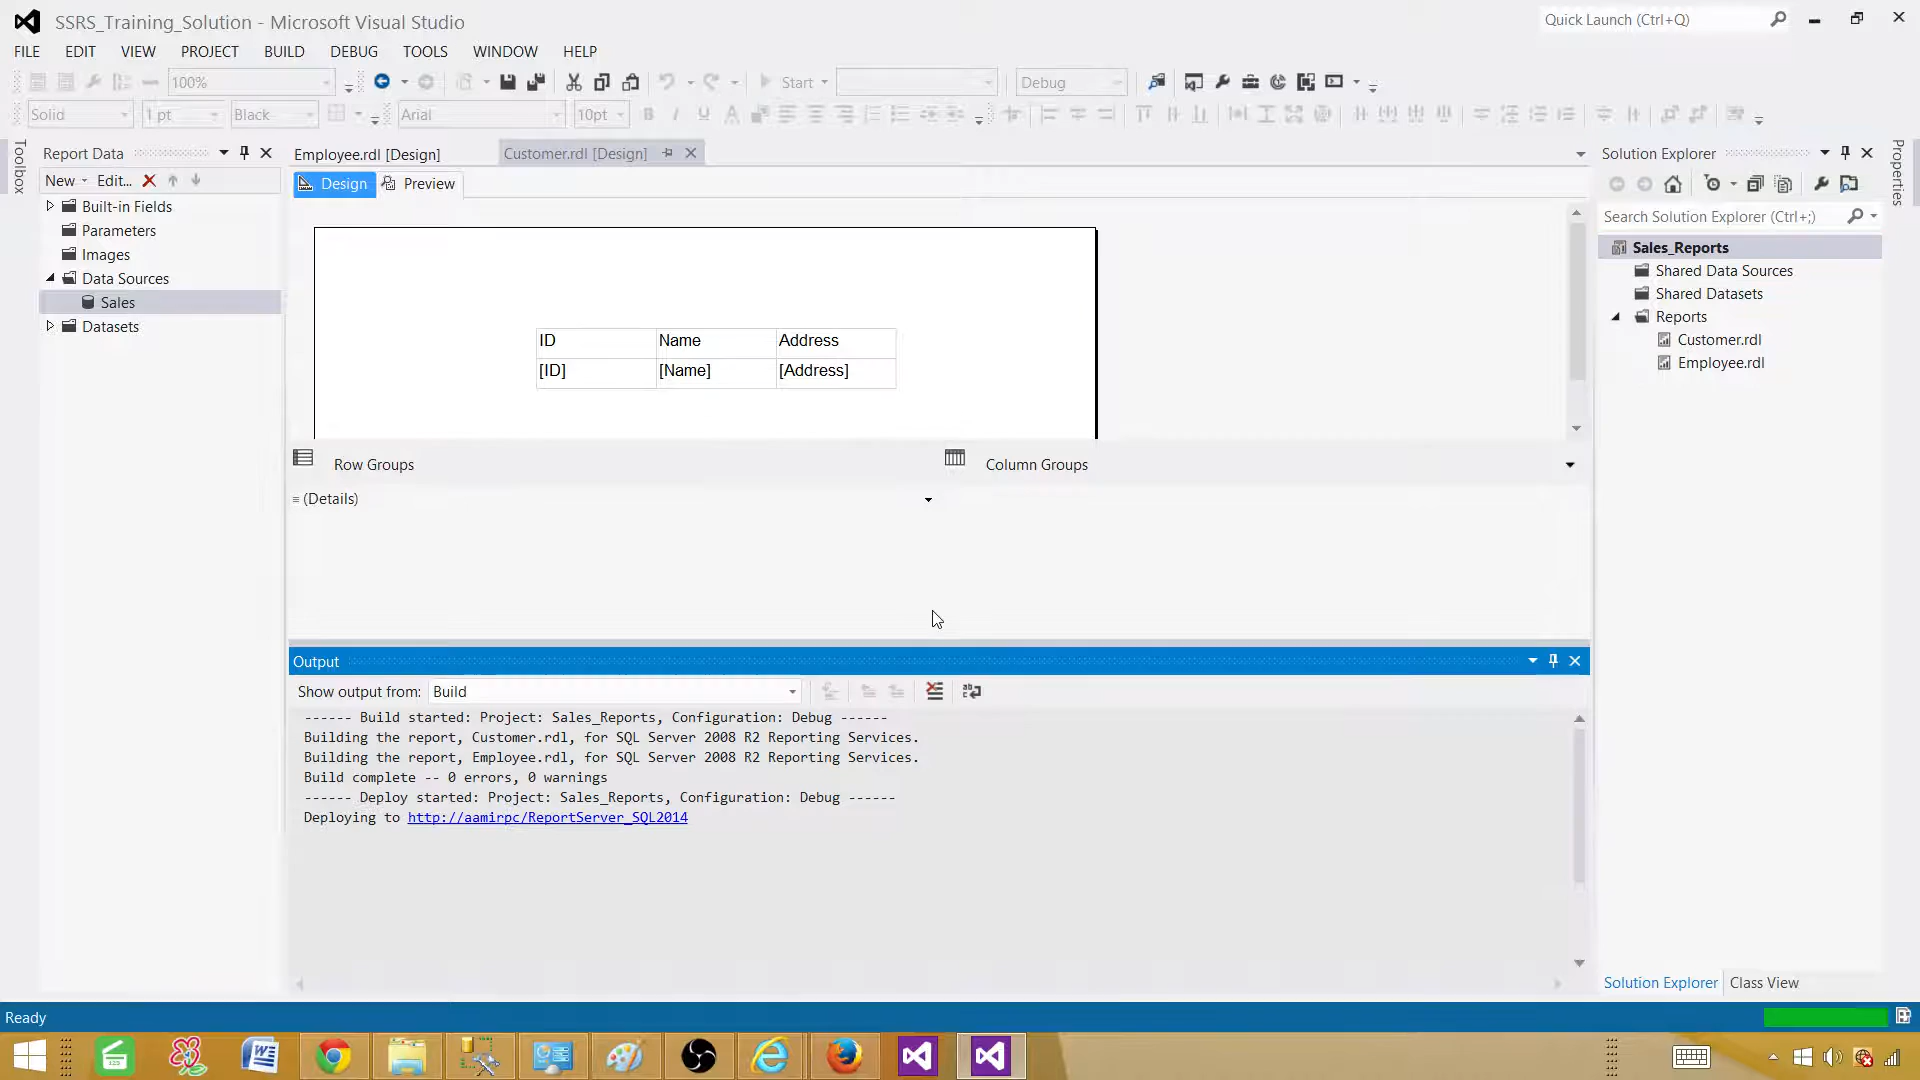 SSRS_Training_Solution - Microsoft Visual Studio
Quick Launch (Ctrl+Q)
FILE EDIT VIEW PROJECT BUILD DEBUG TOOLS WINDOW HELP
100% Start Debug
Solid 1 pt Black Arial 10pt B I U A
Toolbox
Report Data
New Edit...
Built-in Fields
Parameters
Images
Data Sources
Sales
Datasets
Employee.rdl [Design] Customer.rdl [Design]
Design Preview
ID Name Address
[ID] [Name] [Address]
Row Groups Column Groups
(Details)
Output
Show output from: Build
------ Build started: Project: Sales_Reports, Configuration: Debug ------
Building the report, Customer.rdl, for SQL Server 2008 R2 Reporting Services.
Building the report, Employee.rdl, for SQL Server 2008 R2 Reporting Services.
Build complete -- 0 errors, 0 warnings
------ Deploy started: Project: Sales_Reports, Configuration: Debug ------
Deploying to http://aamirpc/ReportServer_SQL2014
Solution Explorer
Search Solution Explorer (Ctrl+;)
Sales_Reports
Shared Data Sources
Shared Datasets
Reports
Customer.rdl
Employee.rdl
Solution Explorer Class View
Properties
Ready